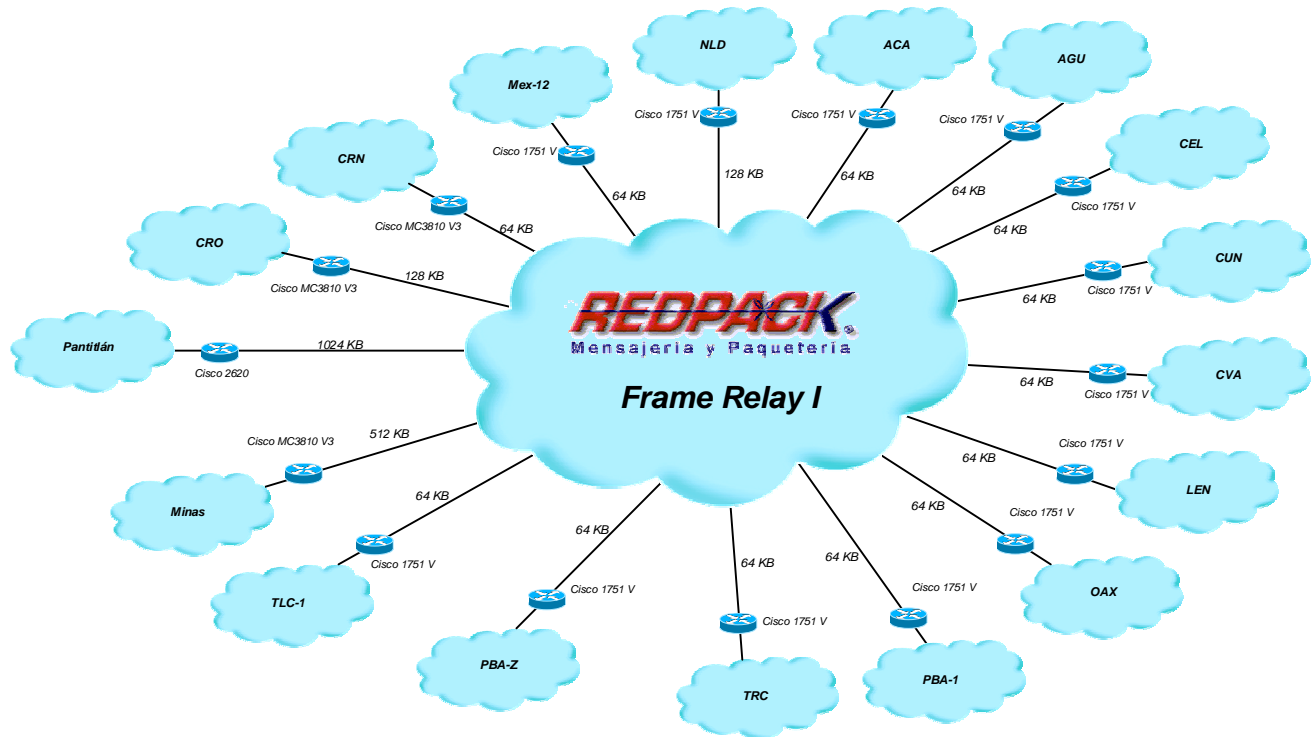 NLD
ACA
AGU
Mex-12
Cisco 1751 V
Cisco 1751 V
Cisco 1751 V
Cisco 1751 V
CEL
CRN
128 KB
64 KB
64 KB
64 KB
Cisco 1751 V
Cisco MC3810 V3
64 KB
64 KB
CRO
128 KB
Cisco MC3810 V3
CUN
Cisco 1751 V
64 KB
REDPACK
Mensajeria y Paquetería
Pantitlán
1024 KB
Cisco 2620
Frame Relay I
64 KB
CVA
Cisco 1751 V
Cisco MC3810 V3
512 KB
Cisco 1751 V
64 KB
LEN
Minas
64 KB
64 KB
Cisco 1751 V
Cisco 1751 V
64 KB
64 KB
64 KB
TLC-1
Cisco 1751 V
Cisco 1751 V
OAX
Cisco 1751 V
PBA-Z
TRC
PBA-1